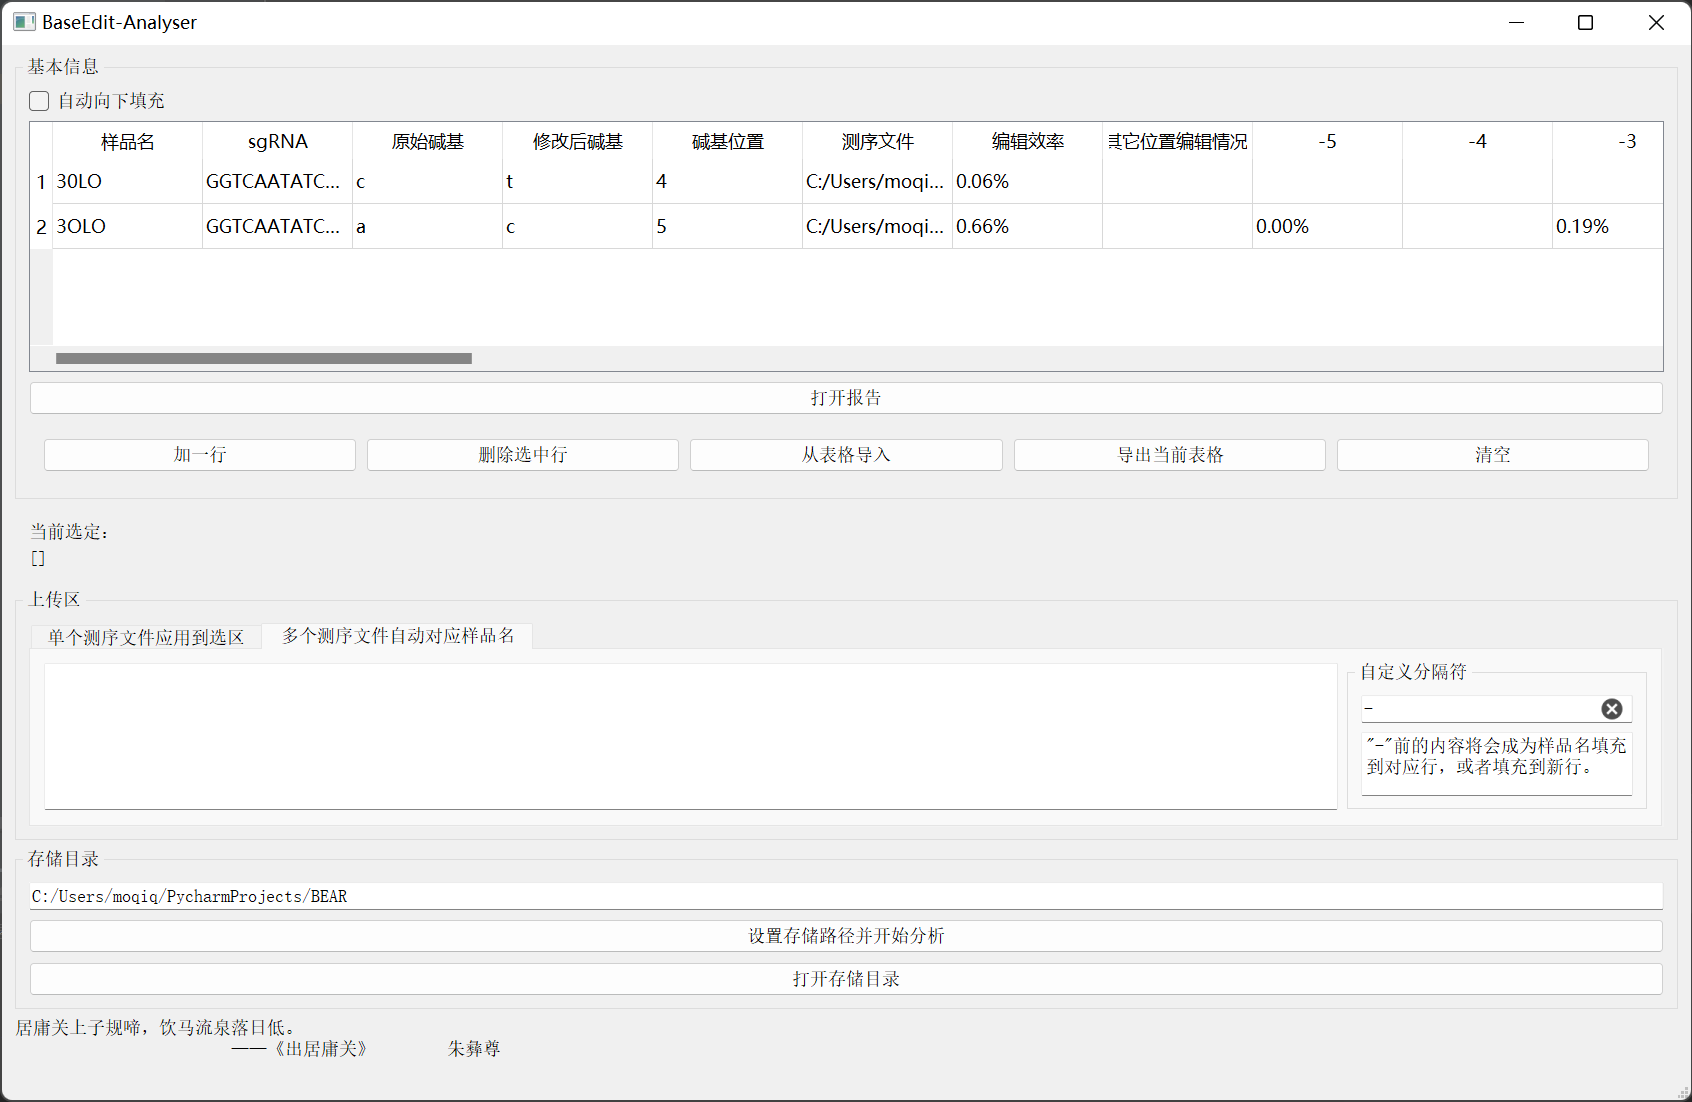 BaseEdit-Analyser
基本信息
自动向下填充
样品名 sgRNA 原始碱基 修改后碱基 碱基位置 测序文件 编辑效率 其它位置编辑情况 -5 -4 -3
1 30LO GGTCAATATC... c t 4 C:/Users/moqi... 0.06%
2 3OLO GGTCAATATC... a c 5 C:/Users/moqi... 0.66% 0.00% 0.19%
打开报告
加一行 删除选中行 从表格导入 导出当前表格 清空
当前选定：
[]
上传区
单个测序文件应用到选区 多个测序文件自动对应样品名
自定义分隔符
-
"-"前的内容将会成为样品名填充
到对应行，或者填充到新行。
存储目录
C:/Users/moqiq/PycharmProjects/BEAR
设置存储路径并开始分析
打开存储目录
居庸关上子规啼，饮马流泉落日低。
——《出居庸关》 朱彝尊